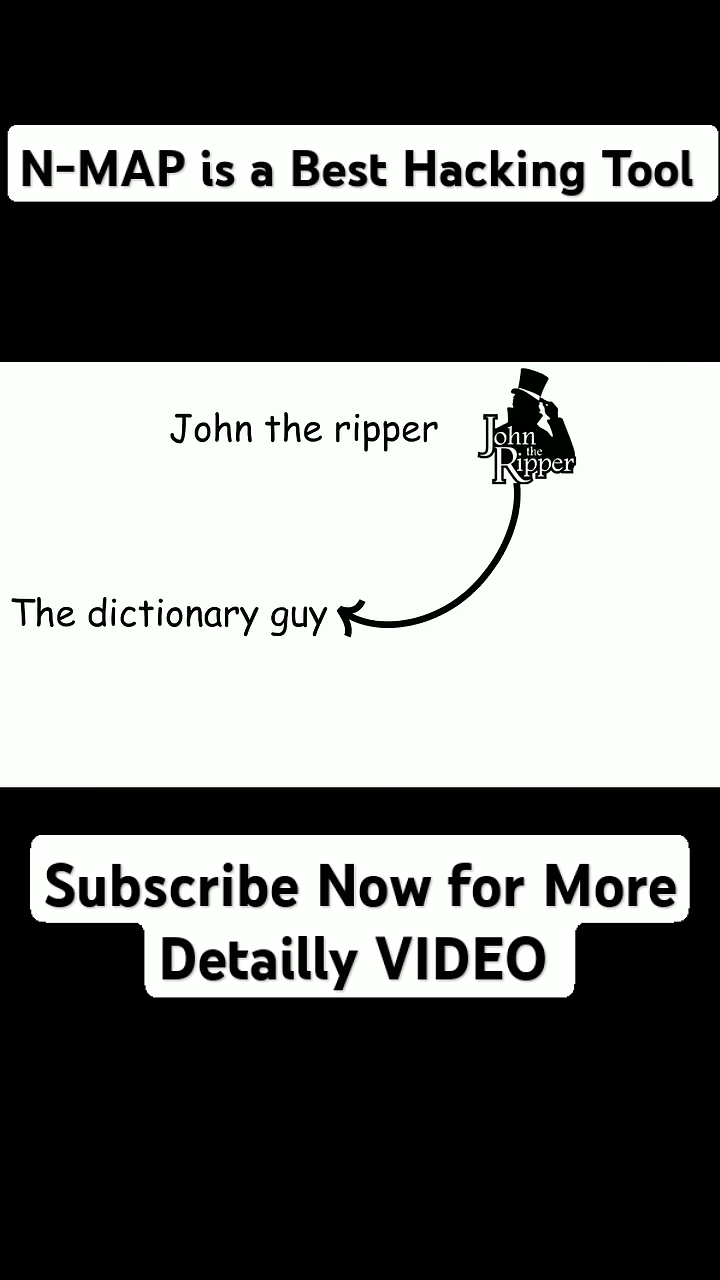 N-MAP is a Best Hacking Tool
John the ripper
John
the
Ripper
The dictionary guy
Subscribe Now for More
Detailly VIDEO